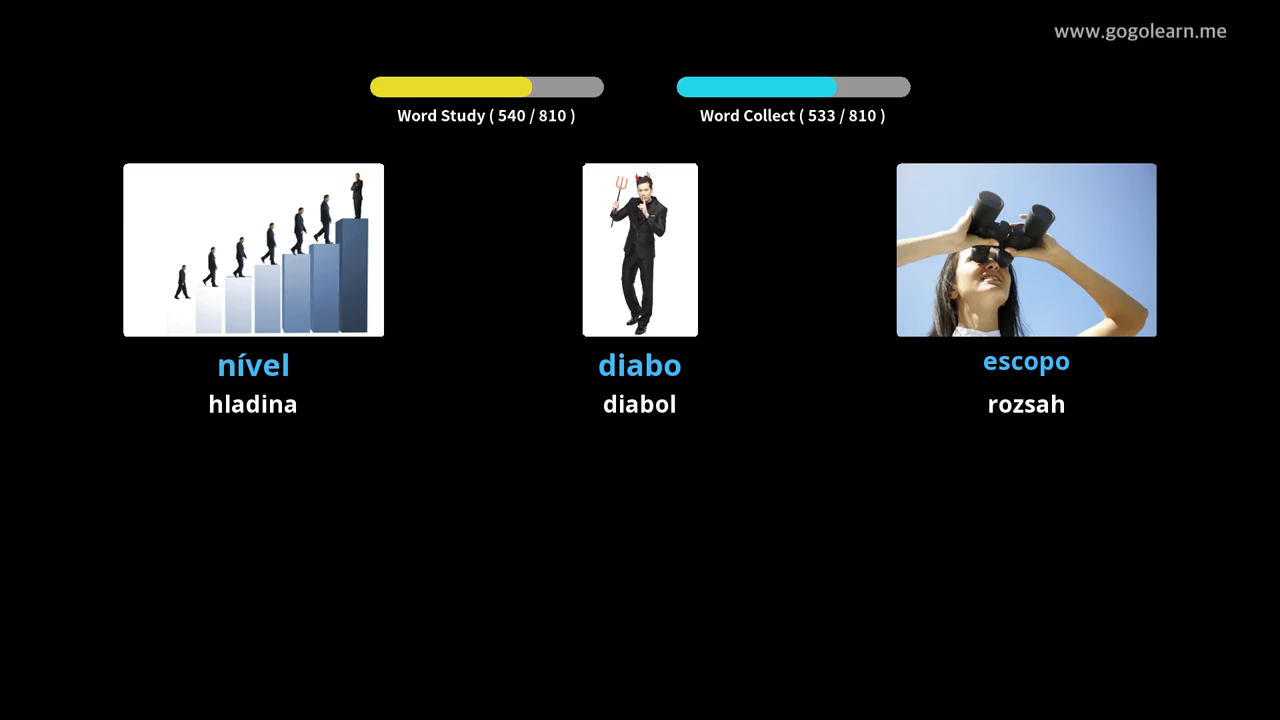 www.gogolearn.me
Word Study ( 540 / 810 )
Word Collect ( 533 / 810 )
nível
hladina
diabo
diabol
escopo
rozsah